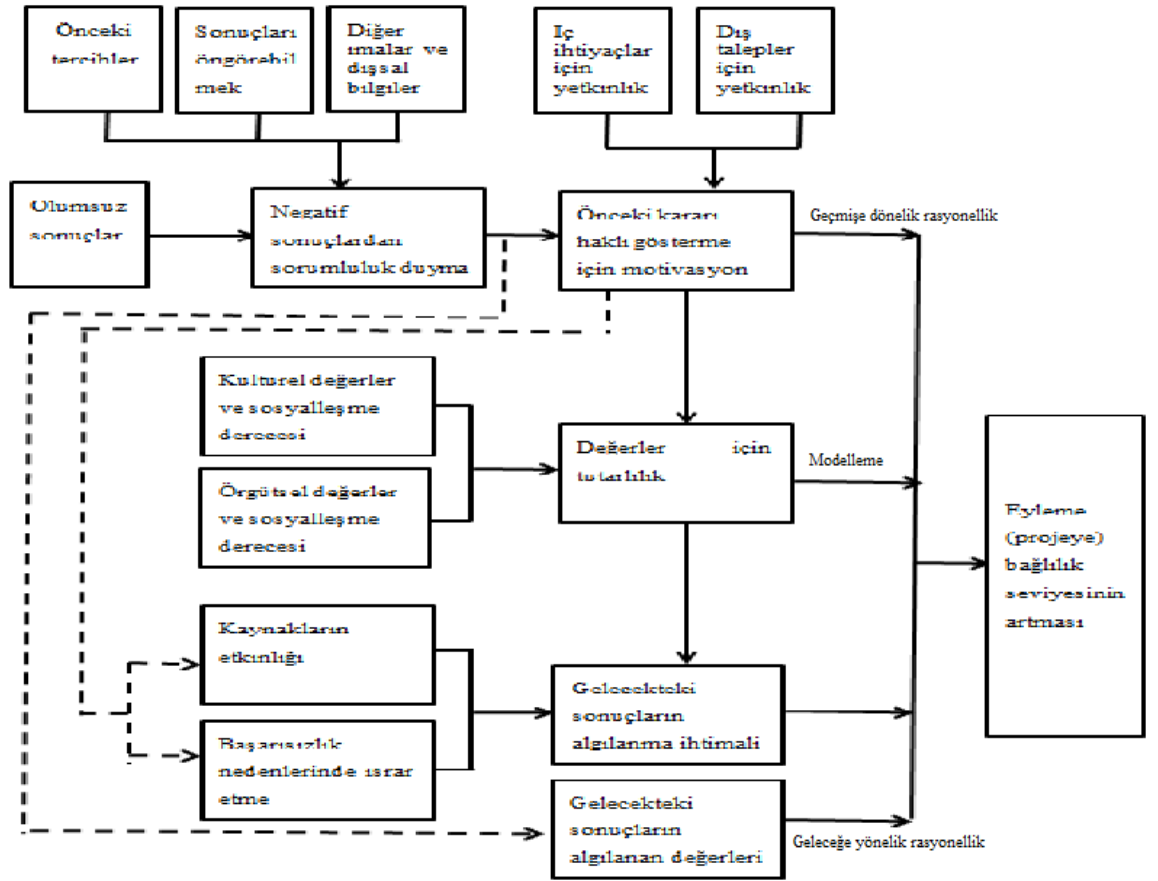 Önceki
tercihler
Sonuçları
öngörebil
mek
Diğer
imalar ve
dışsal
bilgiler
İç
ihtiyaçlar
için
yetkinlik
Dış
talepler
için
yetkinlik
Olumsuz
sonuçlar
Negatif
sonuçlardan
sorumluluk duyma
Önceki kararı
haklı gösterme
için motivasyon
Geçmişe dönelik rasyonellik
Kulturel değerler
ve sosyalleşme
derecesi
Örgütsel değerler
ve sosyalleşme
derecesi
Değerler için
tutarlılık
Modelleme
Eyleme
(projeye)
bağlılık
seviyesinin
artması
Kaynakların
etkinlığı
Başarısızlık
nedenlerinde ısrar
etme
Gelecekteki
sonuçların
algılanma ihtimali
Gelecekteki
sonuçların
algılanan değerleri
Geleceğe yönelik rasyonellik